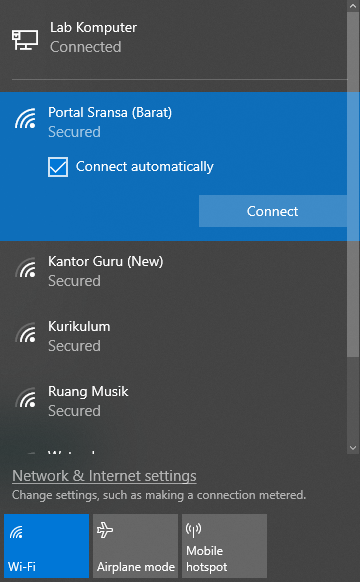 Lab Komputer
Connected
Portal Sransa (Barat)
Secured
Connect automatically
Connect
Kantor Guru (New)
Secured
Kurikulum
Secured
Ruang Musik
Secured
Network & Internet settings
Change settings, such as making a connection metered.
Wi-Fi
Airplane mode
Mobile
hotspot